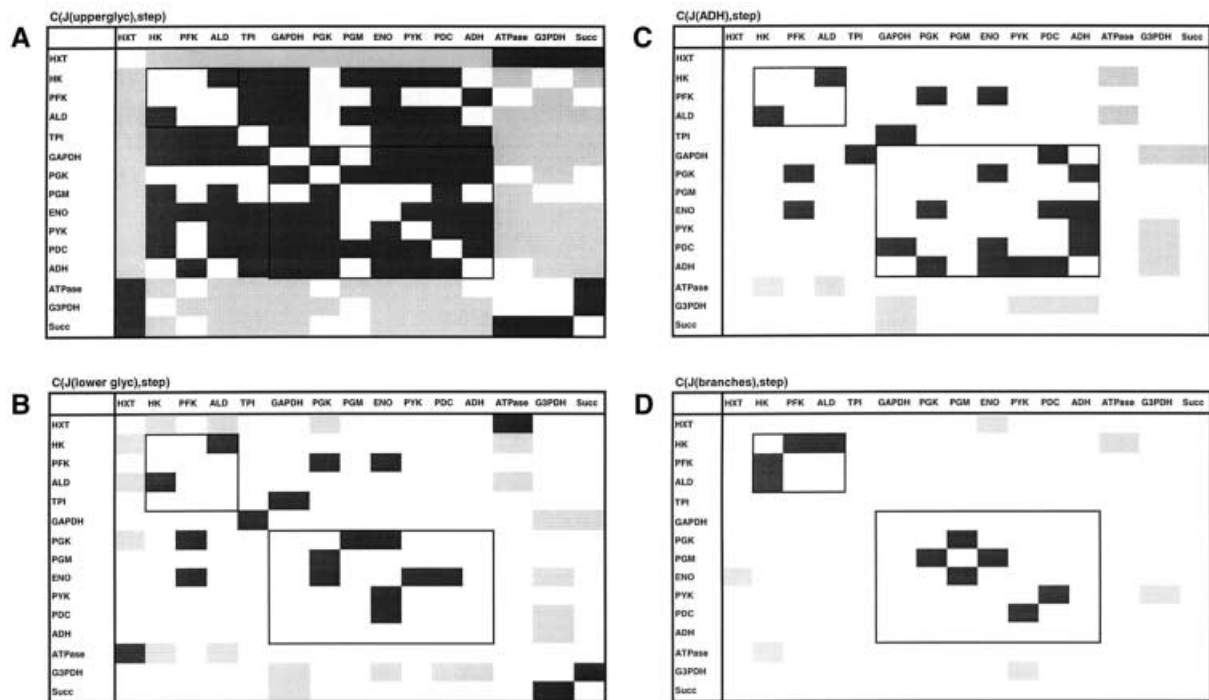 C(J(upperglyc),step)
A
HXT HK PFK ALD TPI GAPDH PGK PGM ENO PYK PDC ADH ATPase G3PDH Succ
HXT
HK
PFK
ALD
TPI
GAPDH
PGK
PGM
ENO
PYK
PDC
ADH
ATPase
G3PDH
Succ
C(J(lower glyc),step)
B
HXT HK PFK ALD TPI GAPDH PGK PGM ENO PYK PDC ADH ATPase G3PDH Succ
HXT
HK
PFK
ALD
TPI
GAPDH
PGK
PGM
ENO
PYK
PDC
ADH
ATPase
G3PDH
Succ
C(J(ADH),step)
C
HXT HK PFK ALD TPI GAPDH PGK PGM ENO PYK PDC ADH ATPase G3PDH Succ
HXT
HK
PFK
ALD
TPI
GAPDH
PGK
PGM
ENO
PYK
PDC
ADH
ATPase
G3PDH
Succ
C(J(branches),step)
D
HXT HK PFK ALD TPI GAPDH PGK PGM ENO PYK PDC ADH ATPase G3PDH Succ
HXT
HK
PFK
ALD
TPI
GAPDH
PGK
PGM
ENO
PYK
PDC
ADH
ATPase
G3PDH
Succ